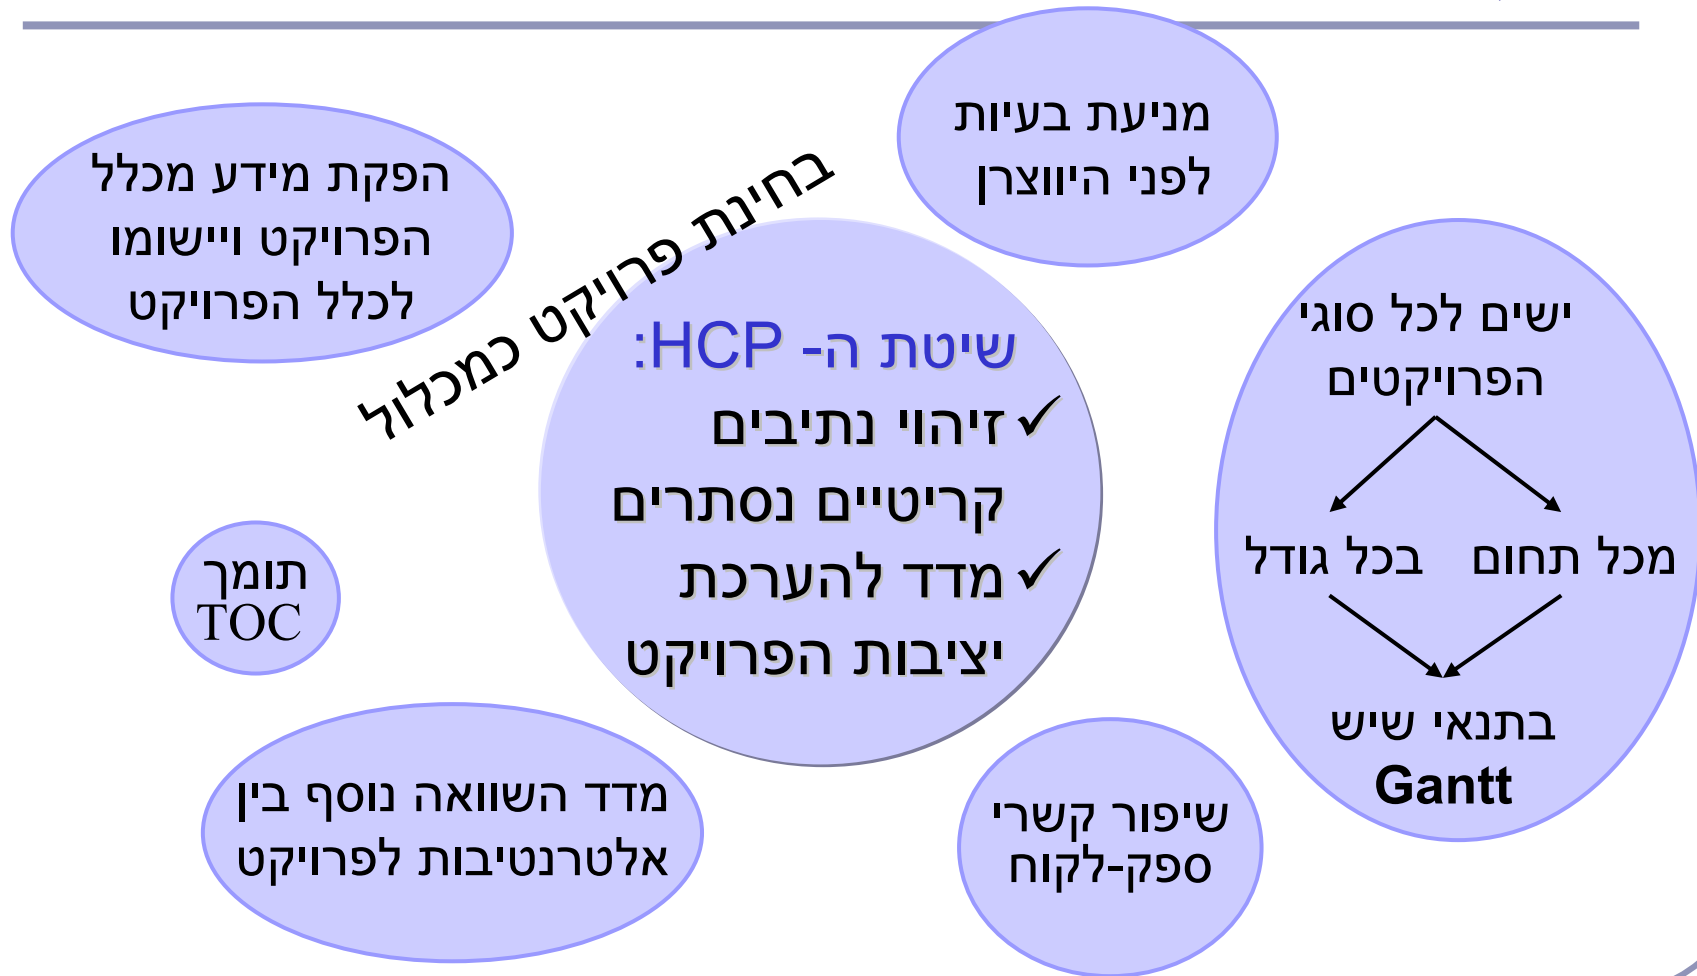 מניעת בעיות
לפני היווצרן
הפקת מידע מכלל
הפרויקט ויישומו
לכלל הפרויקט
בחינת פרויקט כמכלול
שיטת ה- HCP:
✓ זיהוי נתיבים
קריטיים נסתרים
✓ מדד להערכת
יציבות הפרויקט
ישים לכל סוגי
הפרויקטים
מכל תחום
בכל גודל
בתנאי שיש
Gantt
תומך
TOC
מדד השוואה נוסף בין
אלטרנטיבות לפרויקט
שיפור קשרי
ספק-לקוח